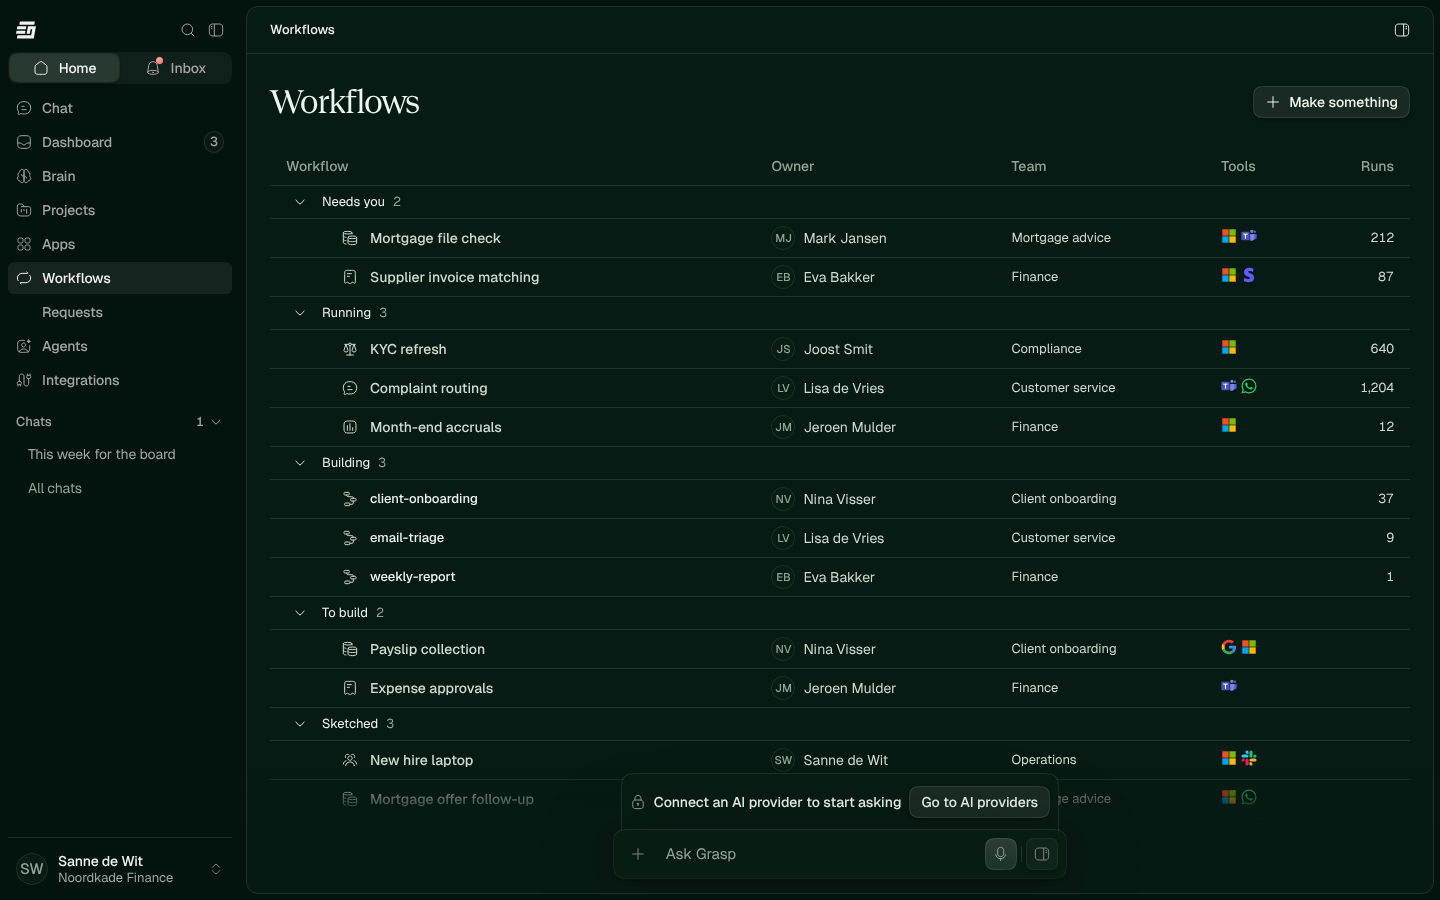 Workflows
Home
Inbox
Chat
Dashboard 3
Brain
Projects
Apps
Workflows
Requests
Agents
Integrations
Chats 1
This week for the board
All chats
SW
Sanne de Wit
Noordkade Finance
Workflows
Make something
Workflow Owner Team Tools Runs
Needs you 2
Mortgage file check MJ Mark Jansen Mortgage advice 212
Supplier invoice matching EB Eva Bakker Finance 87
Running 3
KYC refresh JS Joost Smit Compliance 640
Complaint routing LV Lisa de Vries Customer service 1,204
Month-end accruals JM Jeroen Mulder Finance 12
Building 3
client-onboarding NV Nina Visser Client onboarding 37
email-triage LV Lisa de Vries Customer service 9
weekly-report EB Eva Bakker Finance 1
To build 2
Payslip collection NV Nina Visser Client onboarding
Expense approvals JM Jeroen Mulder Finance
Sketched 3
New hire laptop SW Sanne de Wit Operations
Mortgage offer follow-up advice
Connect an AI provider to start asking Go to AI providers
Ask Grasp